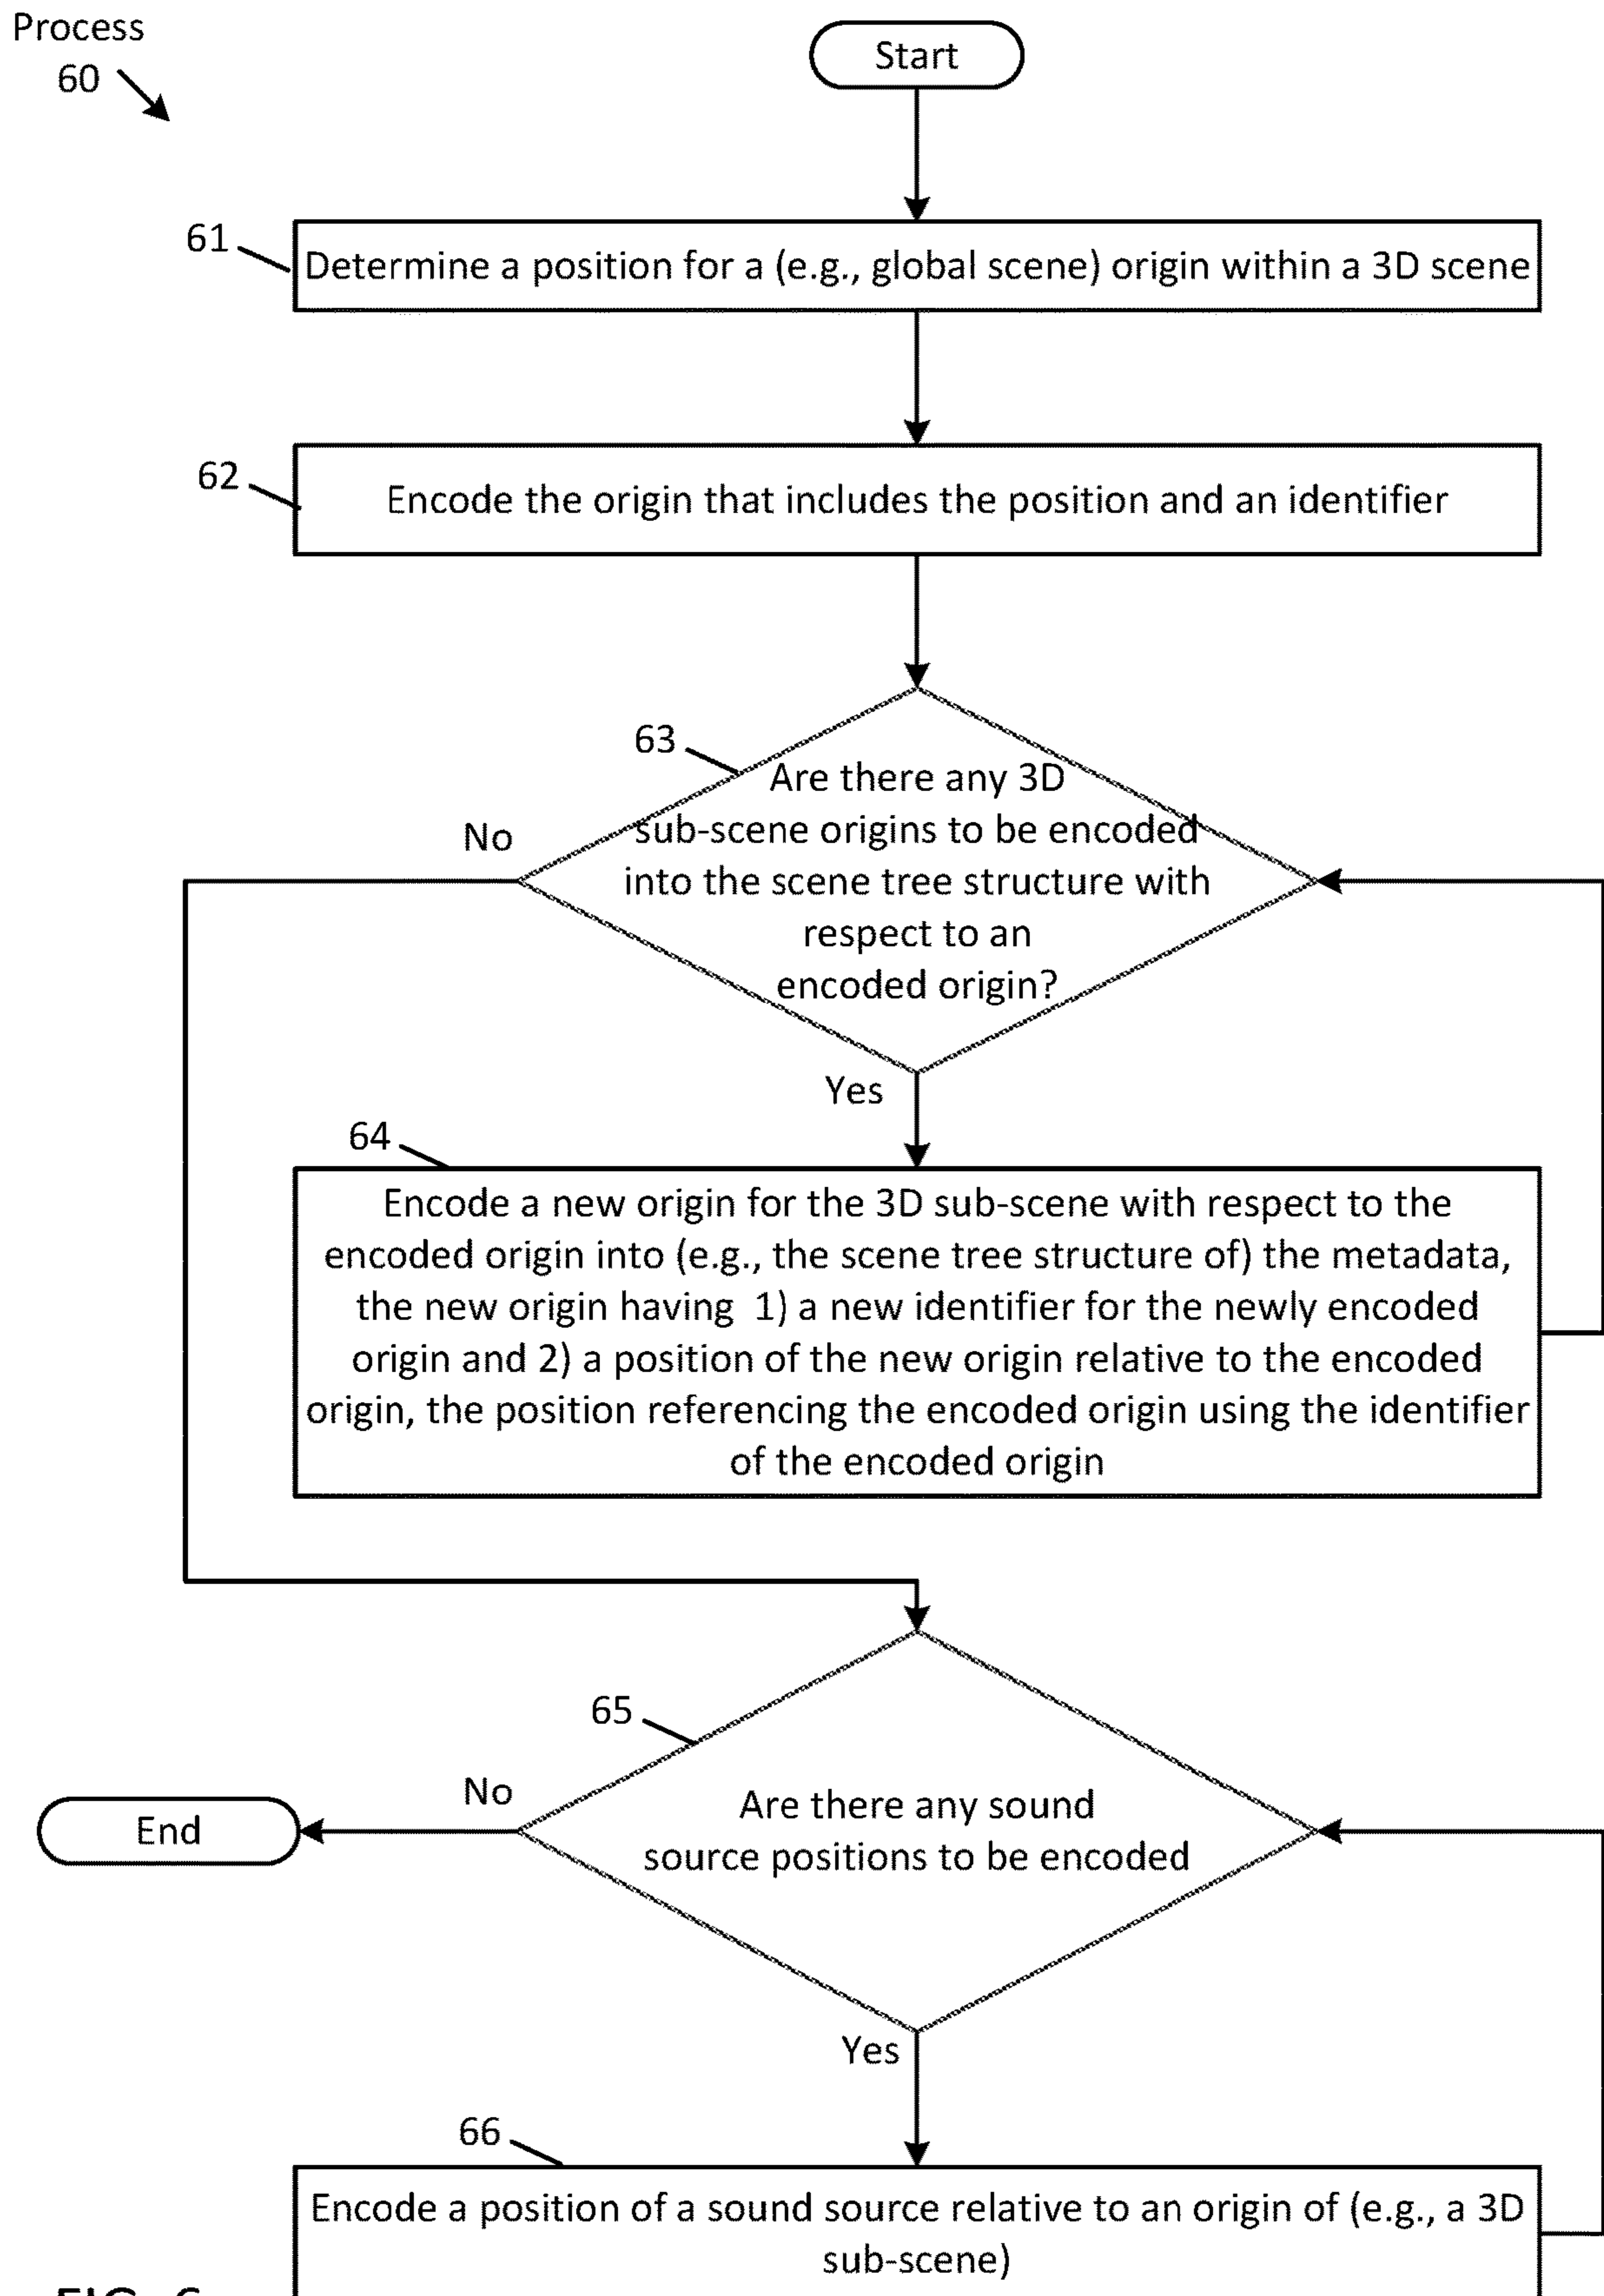 Process
60
Start
61
Determine a position for a (e.g., global scene) origin within a 3D scene
62
Encode the origin that includes the position and an identifier
63
Are there any 3D
sub-scene origins to be encoded
into the scene tree structure with
respect to an
encoded origin?
No
Yes
64
Encode a new origin for the 3D sub-scene with respect to the
encoded origin into (e.g., the scene tree structure of) the metadata,
the new origin having 1) a new identifier for the newly encoded
origin and 2) a position of the new origin relative to the encoded
origin, the position referencing the encoded origin using the identifier
of the encoded origin
65
Are there any sound
source positions to be encoded
No
End
Yes
66
Encode a position of a sound source relative to an origin of (e.g., a 3D
sub-scene)
FIG. 6